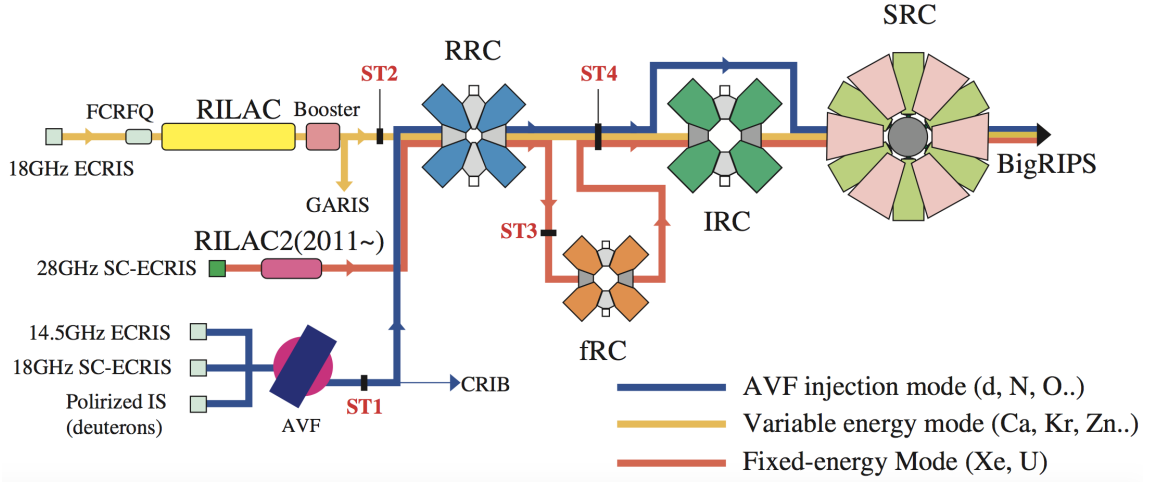 SRC
RRC
ST2
ST4
FCRFQ
RILAC
Booster
18GHz ECRIS
BigRIPS
GARIS
IRC
ST3
RILAC2(2011~)
28GHz SC-ECRIS
14.5GHz ECRIS
fRC
18GHz SC-ECRIS
CRIB
AVF injection mode (d, N, O..)
Polirized IS
(deuterons)
ST1
AVF
Variable energy mode (Ca, Kr, Zn..)
Fixed-energy Mode (Xe, U)